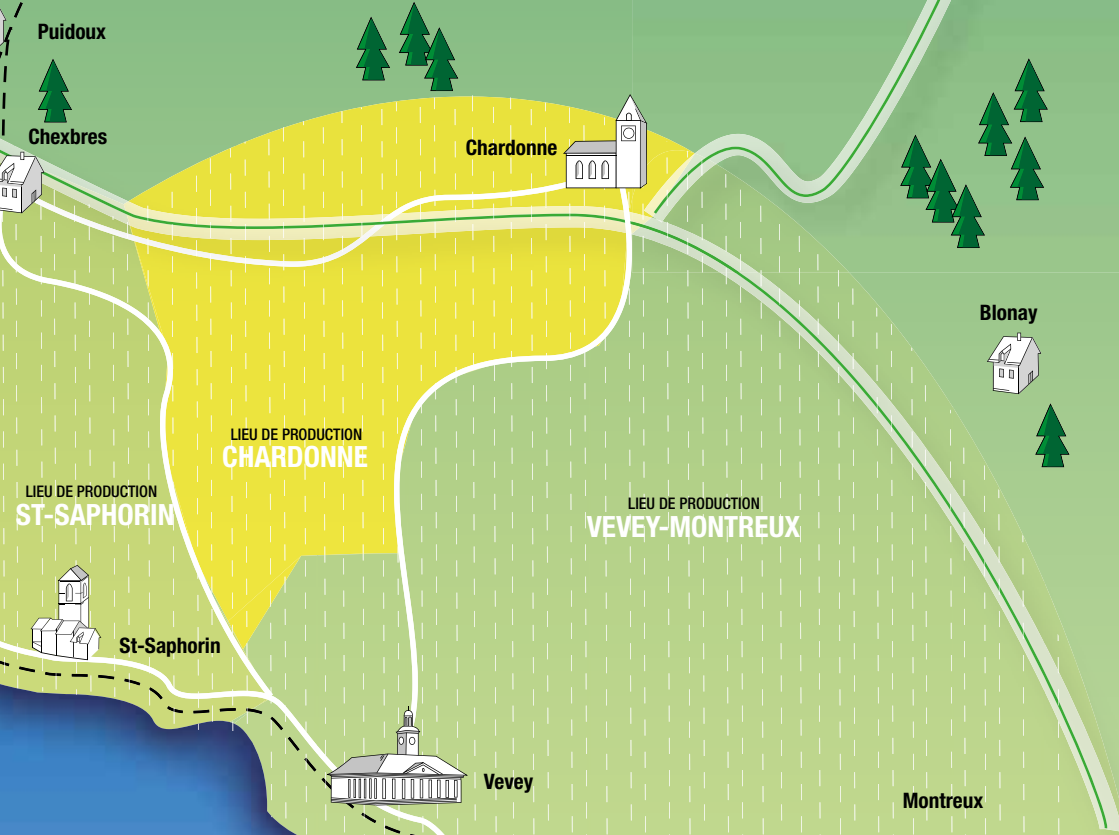 Puidoux
Chexbres
Chardonne
Blonay
LIEU DE PRODUCTION
CHARDONNE
LIEU DE PRODUCTION
ST-SAPHORIN
LIEU DE PRODUCTION
VEVEY-MONTREUX
St-Saphorin
Vevey
Montreux